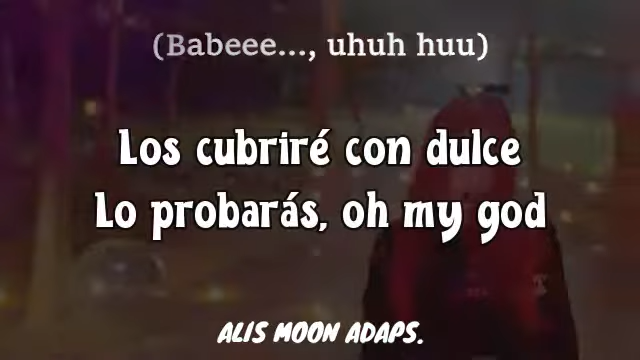 (Babeee..., uhuh huu)
Los cubriré con dulce
Lo probarás, oh my god
ALIS MOON ADAPS.